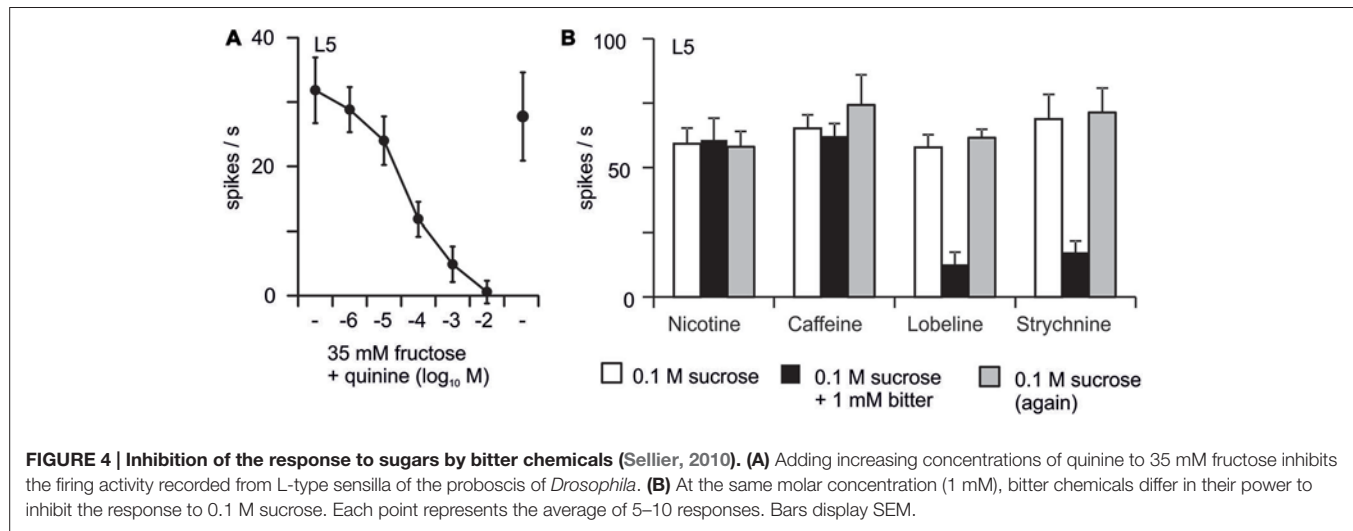 A
L5
40
20
0
spikes / s
- -6 -5 -4 -3 -2 -
35 mM fructose
+ quinine (log₁₀ M)
B
L5
100
50
0
spikes / s
Nicotine Caffeine Lobeline Strychnine
0.1 M sucrose
0.1 M sucrose
+ 1 mM bitter
0.1 M sucrose
(again)
FIGURE 4 | Inhibition of the response to sugars by bitter chemicals (Sellier, 2010). (A) Adding increasing concentrations of quinine to 35 mM fructose inhibits
the firing activity recorded from L-type sensilla of the proboscis of Drosophila. (B) At the same molar concentration (1 mM), bitter chemicals differ in their power to
inhibit the response to 0.1 M sucrose. Each point represents the average of 5–10 responses. Bars display SEM.